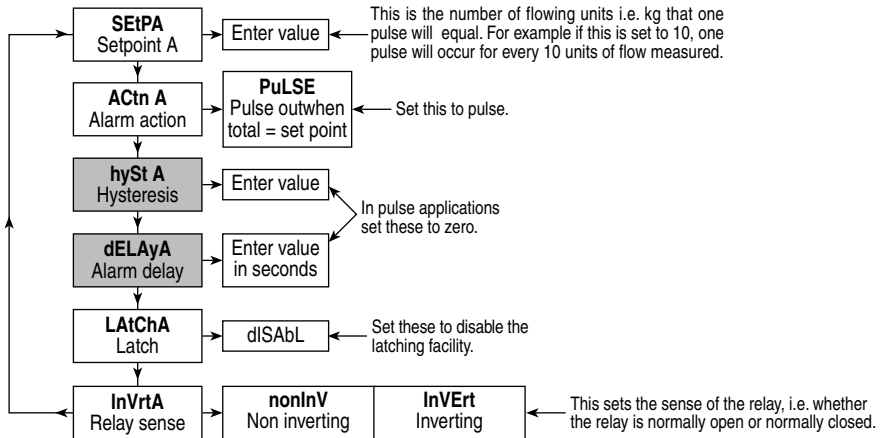 SEtPA
Setpoint A
Enter value
This is the number of flowing units i.e. kg that one
pulse will equal. For example if this is set to 10, one
pulse will occur for every 10 units of flow measured.
ACtn A
Alarm action
PuLSE
Pulse outwhen
total = set point
Set this to pulse.
hySt A
Hysteresis
Enter value
In pulse applications
set these to zero.
dELAyA
Alarm delay
Enter value
in seconds
LAtChA
Latch
dISAbL
Set these to disable the
latching facility.
InVrtA
Relay sense
nonInV
Non inverting
InVErt
Inverting
This sets the sense of the relay, i.e. whether
the relay is normally open or normally closed.